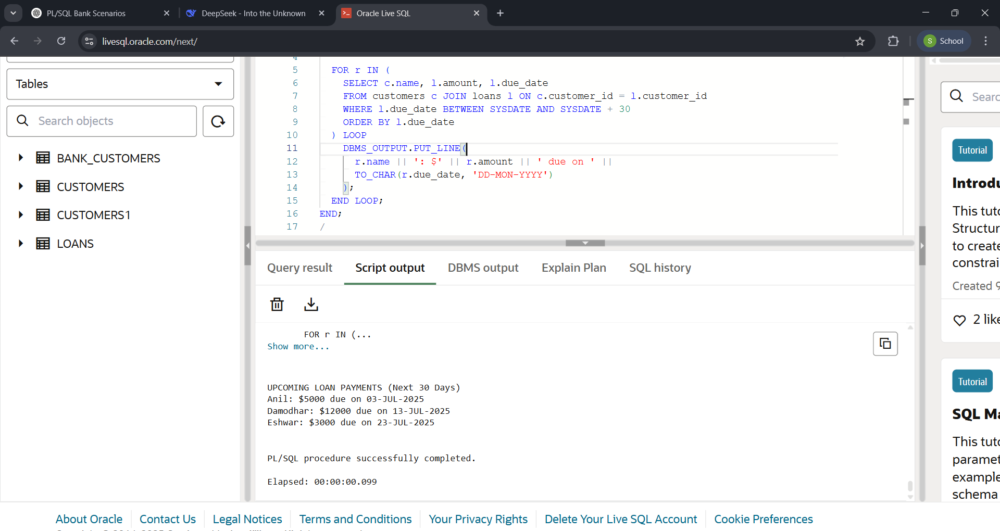 PL/SQL Bank Scenarios
DeepSeek - Into the Unknown
Oracle Live SQL
livesql.oracle.com/next/
S School
Tables
Search objects
BANK_CUSTOMERS
CUSTOMERS
CUSTOMERS1
LOANS
4
5 FOR r IN (
6 SELECT c.name, l.amount, l.due_date
7 FROM customers c JOIN loans l ON c.customer_id = l.customer_id
8 WHERE l.due_date BETWEEN SYSDATE AND SYSDATE + 30
9 ORDER BY l.due_date
10 ) LOOP
11 DBMS_OUTPUT.PUT_LINE(
12 r.name || ': $' || r.amount || ' due on ' ||
13 TO_CHAR(r.due_date, 'DD-MON-YYYY')
14 );
15 END LOOP;
16 END;
17 /
Query result Script output DBMS output Explain Plan SQL history
FOR r IN (...
Show more...
UPCOMING LOAN PAYMENTS (Next 30 Days)
Anil: $5000 due on 03-JUL-2025
Damodhar: $12000 due on 13-JUL-2025
Eshwar: $3000 due on 23-JUL-2025
PL/SQL procedure successfully completed.
Elapsed: 00:00:00.099
Searc
Tutorial
Introdu
This tuto
Structur
to create
constrai
Created 9
2 like
Tutorial
SQL Ma
This tuto
paramet
example
schema
About Oracle Contact Us Legal Notices Terms and Conditions Your Privacy Rights Delete Your Live SQL Account Cookie Preferences